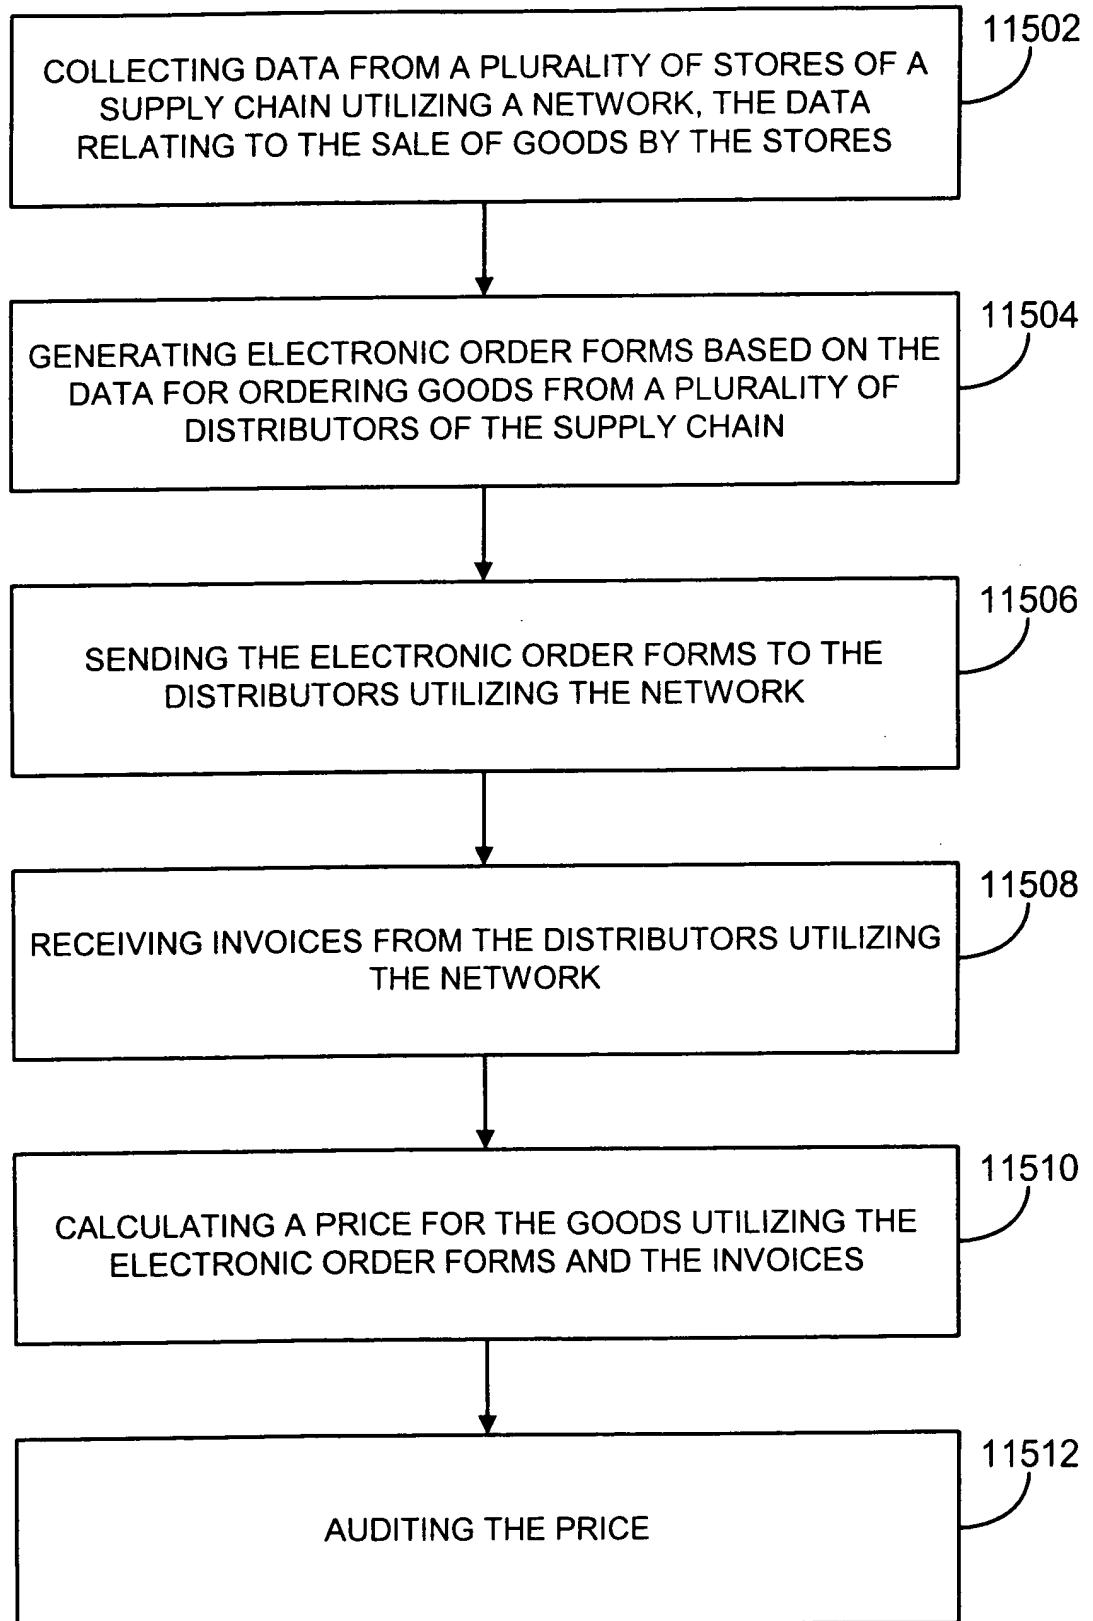 11502
COLLECTING DATA FROM A PLURALITY OF STORES OF A
SUPPLY CHAIN UTILIZING A NETWORK, THE DATA
RELATING TO THE SALE OF GOODS BY THE STORES
11504
GENERATING ELECTRONIC ORDER FORMS BASED ON THE
DATA FOR ORDERING GOODS FROM A PLURALITY OF
DISTRIBUTORS OF THE SUPPLY CHAIN
11506
SENDING THE ELECTRONIC ORDER FORMS TO THE
DISTRIBUTORS UTILIZING THE NETWORK
11508
RECEIVING INVOICES FROM THE DISTRIBUTORS UTILIZING
THE NETWORK
11510
CALCULATING A PRICE FOR THE GOODS UTILIZING THE
ELECTRONIC ORDER FORMS AND THE INVOICES
11512
AUDITING THE PRICE